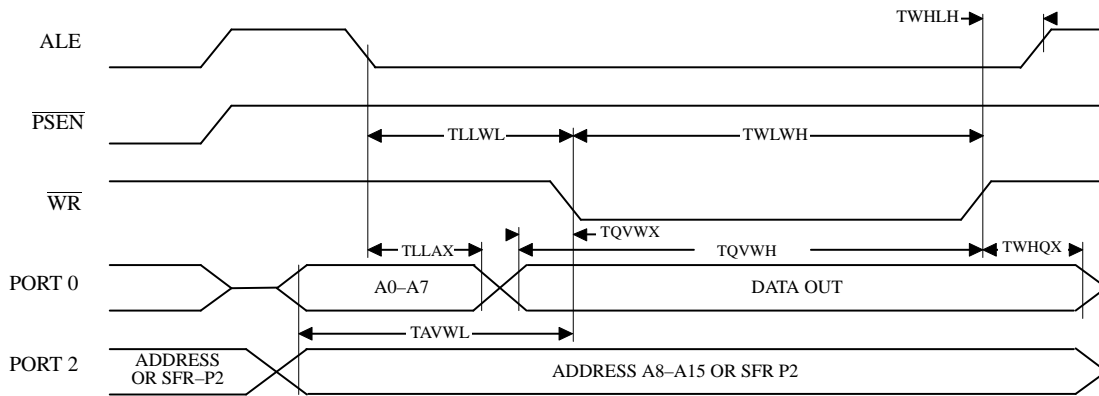 TWHLH
ALE
PSEN
TLLWL
TWLWH
WR
TQVWX
TLLAX
TQVWH
TWHQX
PORT 0
A0–A7
DATA OUT
TAVWL
PORT 2
ADDRESS
OR SFR–P2
ADDRESS A8–A15 OR SFR P2